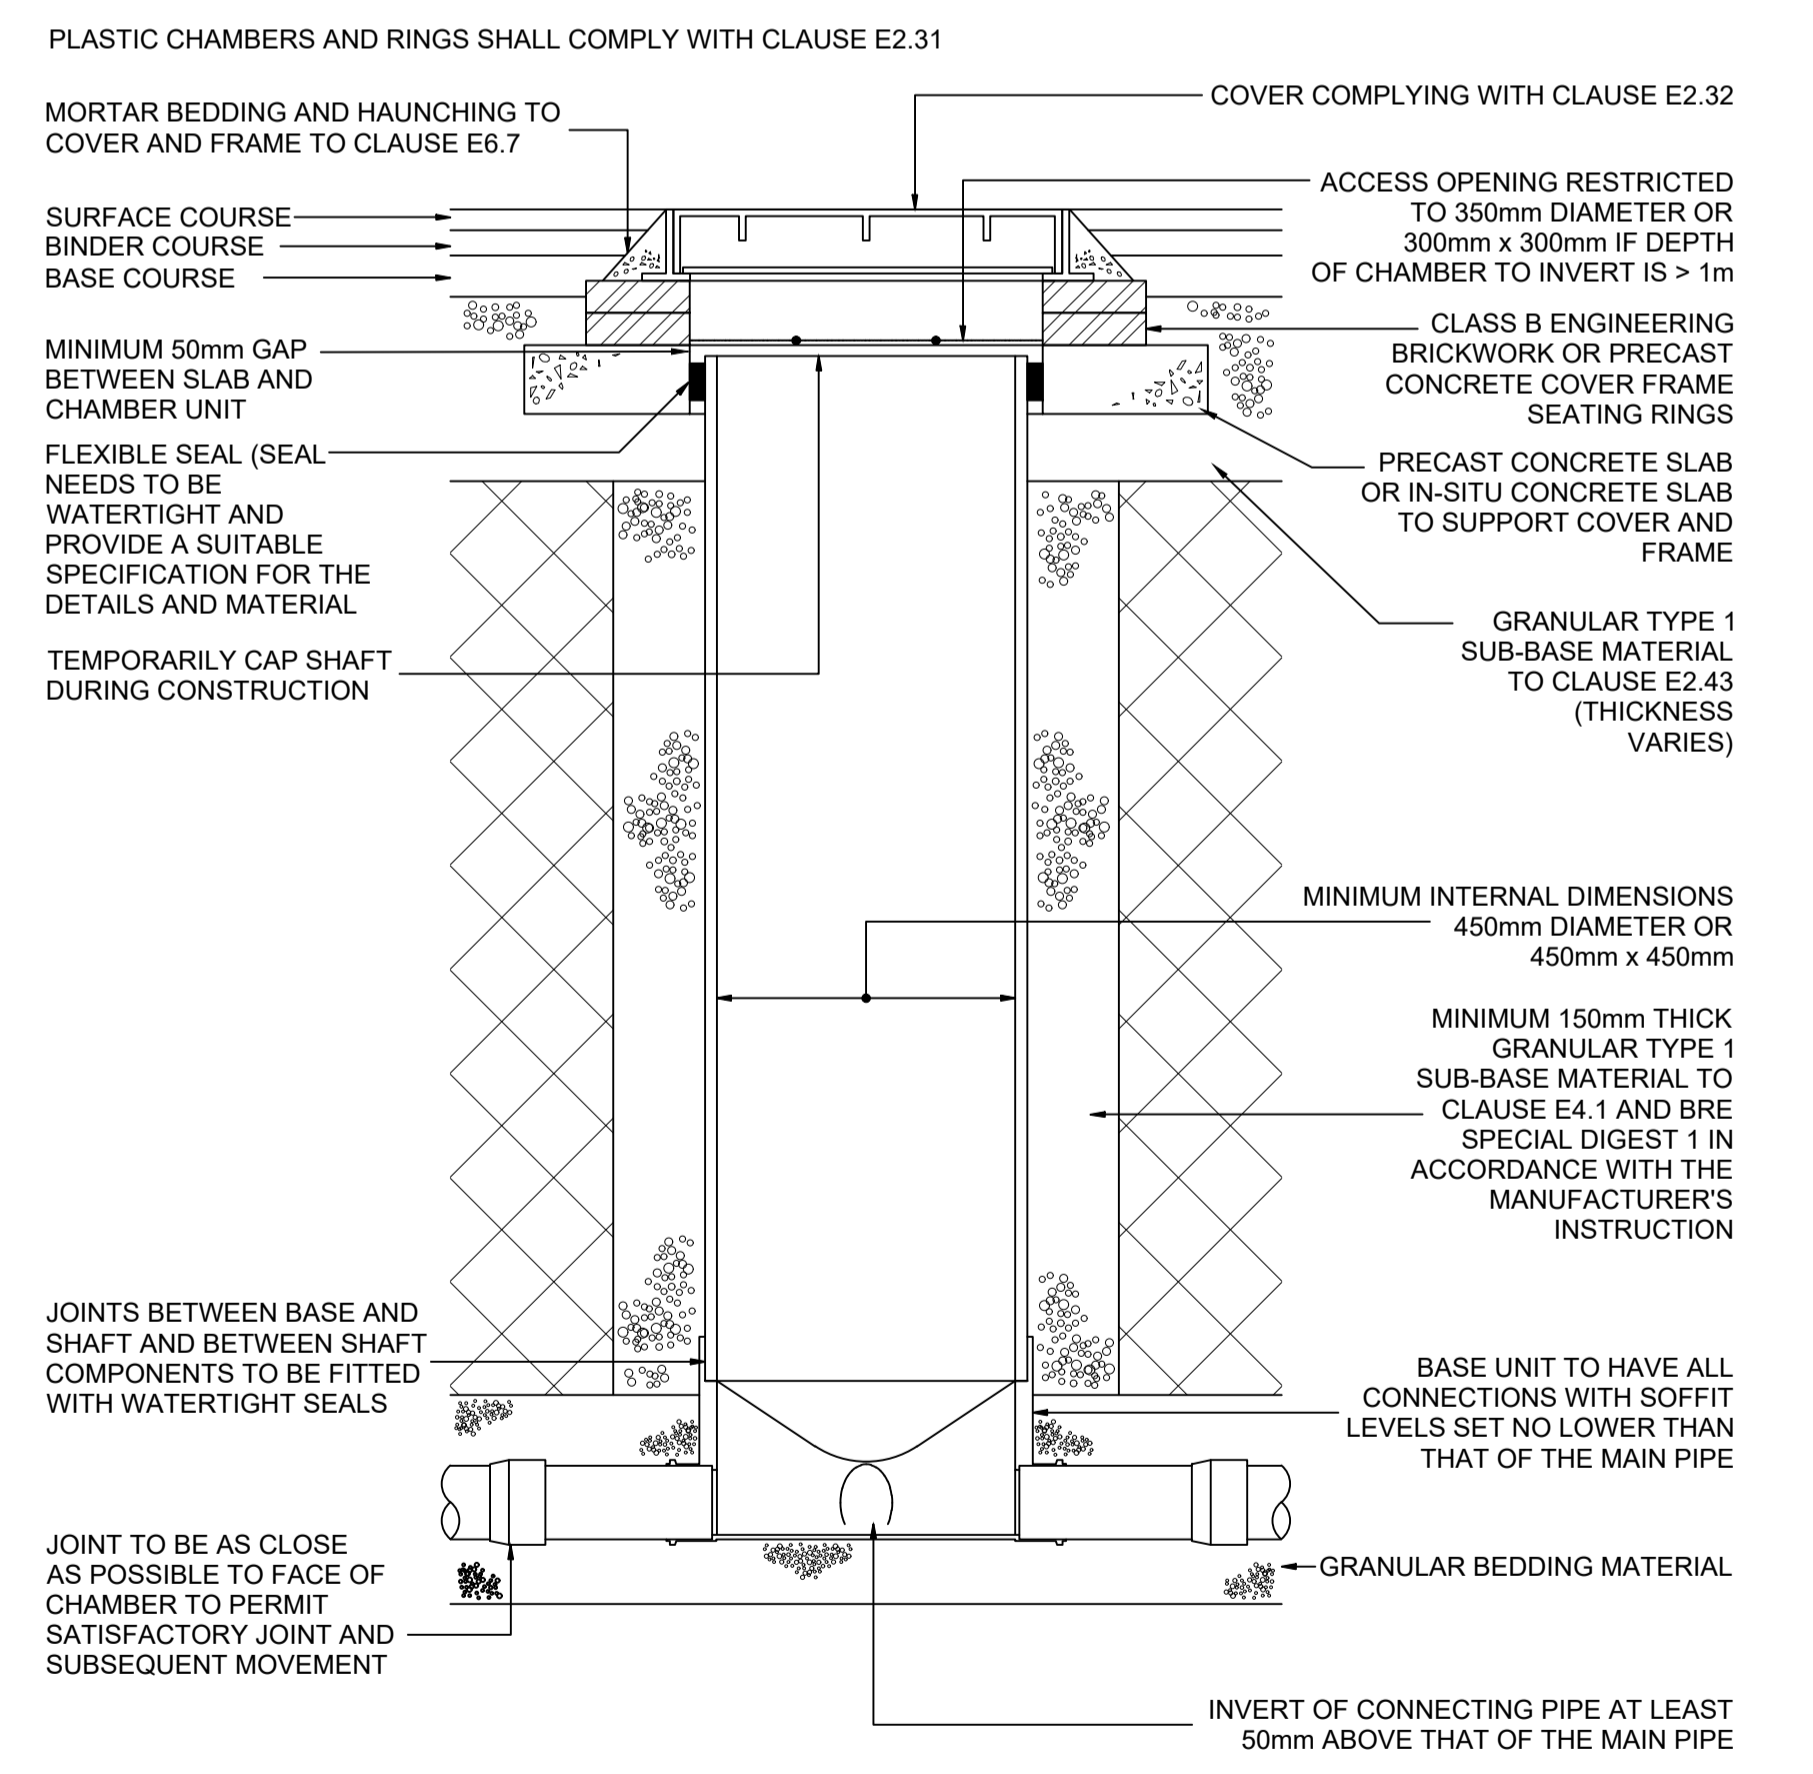 PLASTIC CHAMBERS AND RINGS SHALL COMPLY WITH CLAUSE E2.31
MORTAR BEDDING AND HAUNCHING TO
COVER AND FRAME TO CLAUSE E6.7
SURFACE COURSE
BINDER COURSE
BASE COURSE
MINIMUM 50mm GAP
BETWEEN SLAB AND
CHAMBER UNIT
FLEXIBLE SEAL (SEAL
NEEDS TO BE
WATERTIGHT AND
PROVIDE A SUITABLE
SPECIFICATION FOR THE
DETAILS AND MATERIAL
TEMPORARILY CAP SHAFT
DURING CONSTRUCTION
JOINTS BETWEEN BASE AND
SHAFT AND BETWEEN SHAFT
COMPONENTS TO BE FITTED
WITH WATERTIGHT SEALS
JOINT TO BE AS CLOSE
AS POSSIBLE TO FACE OF
CHAMBER TO PERMIT
SATISFACTORY JOINT AND
SUBSEQUENT MOVEMENT
COVER COMPLYING WITH CLAUSE E2.32
ACCESS OPENING RESTRICTED
TO 350mm DIAMETER OR
300mm x 300mm IF DEPTH
OF CHAMBER TO INVERT IS > 1m
CLASS B ENGINEERING
BRICKWORK OR PRECAST
CONCRETE COVER FRAME
SEATING RINGS
PRECAST CONCRETE SLAB
OR IN-SITU CONCRETE SLAB
TO SUPPORT COVER AND
FRAME
GRANULAR TYPE 1
SUB-BASE MATERIAL
TO CLAUSE E2.43
(THICKNESS
VARIES)
MINIMUM INTERNAL DIMENSIONS
450mm DIAMETER OR
450mm x 450mm
MINIMUM 150mm THICK
GRANULAR TYPE 1
SUB-BASE MATERIAL TO
CLAUSE E4.1 AND BRE
SPECIAL DIGEST 1 IN
ACCORDANCE WITH THE
MANUFACTURER'S
INSTRUCTION
BASE UNIT TO HAVE ALL
CONNECTIONS WITH SOFFIT
LEVELS SET NO LOWER THAN
THAT OF THE MAIN PIPE
GRANULAR BEDDING MATERIAL
INVERT OF CONNECTING PIPE AT LEAST
50mm ABOVE THAT OF THE MAIN PIPE